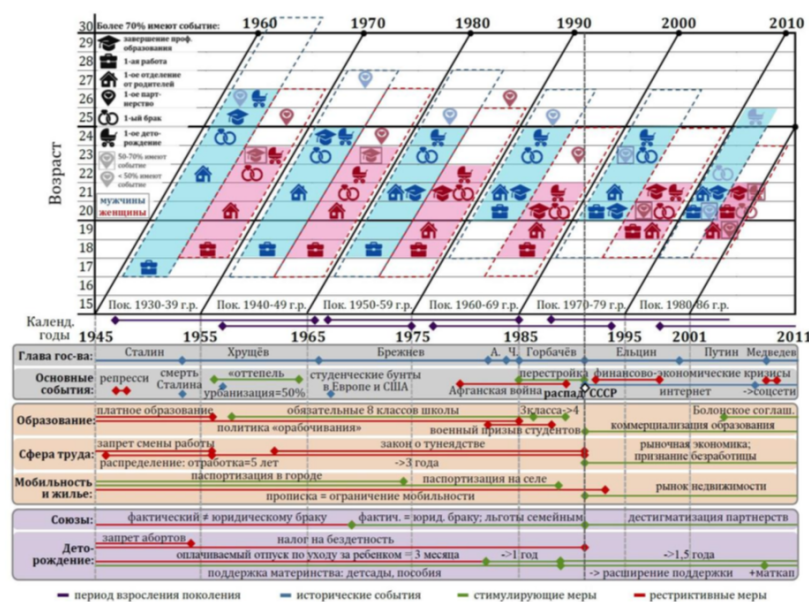 Более 70% имеют событие:
завершение проф.
образования
1-ая работа
1-ое отделение
от родителей
1-ое парт-
нерство
1-ый брак
1-ое дето-
рождение
50-70% имеют
событие
< 50% имеют
событие
мужчины
женщины
1960
1970
1980
1990
2000
2010
Возраст
30
29
28
27
26
25
24
23
22
21
20
19
18
17
16
15
Пок. 1930-39 г.р.
Пок. 1940-49 г.р.
Пок. 1950-59 г.р.
Пок. 1960-69 г.р.
Пок. 1970-79 г.р.
Пок. 1980-86 г.р.
Календ.
годы
1945
1955
1965
1975
1985
1995
2001
2011
Глава гос-ва:
Сталин
Хрущёв
Брежнев
А.
Ч.
Горбачёв
Ельцин
Путин
Медведев
Основные
события:
репресси
смерть
Сталина
«оттепель
урбанизация=50%
студенческие бунты
в Европе и США
Афганская война
перестройка
распад СССР
финансово-экономические кризисы
интернет
->соцсети
Образование:
платное образование
обязательные 8 классов школы
3класса->4
Болонское соглаш.
политика «орабочивания»
военный призыв студентов
коммерциализация образования
Сфера труда:
запрет смены работы
закон о тунеядстве
рыночная экономика;
признание безработицы
распределение: отработка=5 лет
->3 года
Мобильность
и жилье:
паспортизация в городе
паспортизация на селе
рынок недвижимости
прописка = ограничение мобильности
Союзы:
фактический ≠ юридическому браку
фактич. = юрид. браку; льготы семейным
дестигматизация партнерств
Дето-
рождение:
запрет абортов
налог на бездетность
оплачиваемый отпуск по уходу за ребенком = 3 месяца
->1 год
->1,5 года
поддержка материнства: детсады, пособия
-> расширение поддержки
+маткап
период взросления поколения
исторические события
стимулирующие меры
рестриктивные меры